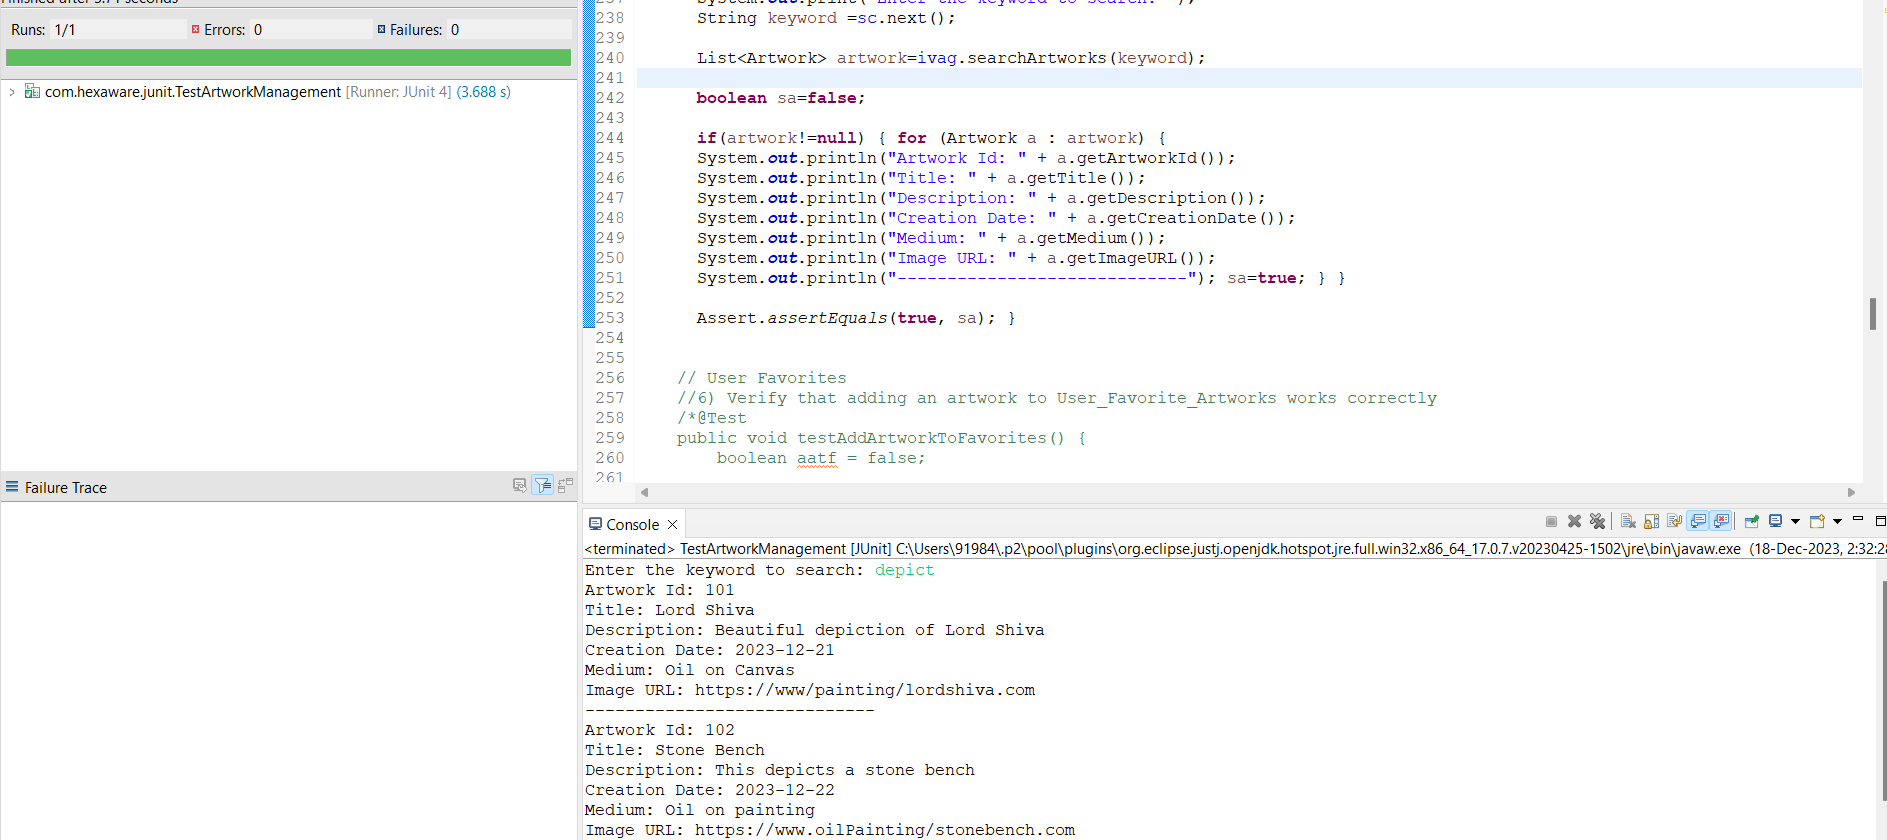 Finished after 3.71 seconds
Runs: 1/1 Errors: 0 Failures: 0
com.hexaware.junit.TestArtworkManagement [Runner: JUnit 4] (3.688 s)
Failure Trace
237 System.out.print("Enter the keyword to search: ");
238 String keyword =sc.next();
239
240 List<Artwork> artwork=ivag.searchArtworks(keyword);
241
242 boolean sa=false;
243
244 if(artwork!=null) { for (Artwork a : artwork) {
245 System.out.println("Artwork Id: " + a.getArtworkId());
246 System.out.println("Title: " + a.getTitle());
247 System.out.println("Description: " + a.getDescription());
248 System.out.println("Creation Date: " + a.getCreationDate());
249 System.out.println("Medium: " + a.getMedium());
250 System.out.println("Image URL: " + a.getImageURL());
251 System.out.println("-----------------------------"); sa=true; } }
252
253 Assert.assertEquals(true, sa); }
254
255
256 // User Favorites
257 //6) Verify that adding an artwork to User_Favorite_Artworks works correctly
258 /*@Test
259 public void testAddArtworkToFavorites() {
260 boolean aatf = false;
261
Console
<terminated> TestArtworkManagement [JUnit] C:\Users\91984\.p2\pool\plugins\org.eclipse.justj.openjdk.hotspot.jre.full.win32.x86_64_17.0.7.v20230425-1502\jre\bin\javaw.exe (18-Dec-2023, 2:32:28
Enter the keyword to search: depict
Artwork Id: 101
Title: Lord Shiva
Description: Beautiful depiction of Lord Shiva
Creation Date: 2023-12-21
Medium: Oil on Canvas
Image URL: https://www/painting/lordshiva.com
-----------------------------
Artwork Id: 102
Title: Stone Bench
Description: This depicts a stone bench
Creation Date: 2023-12-22
Medium: Oil on painting
Image URL: https://www.oilPainting/stonebench.com